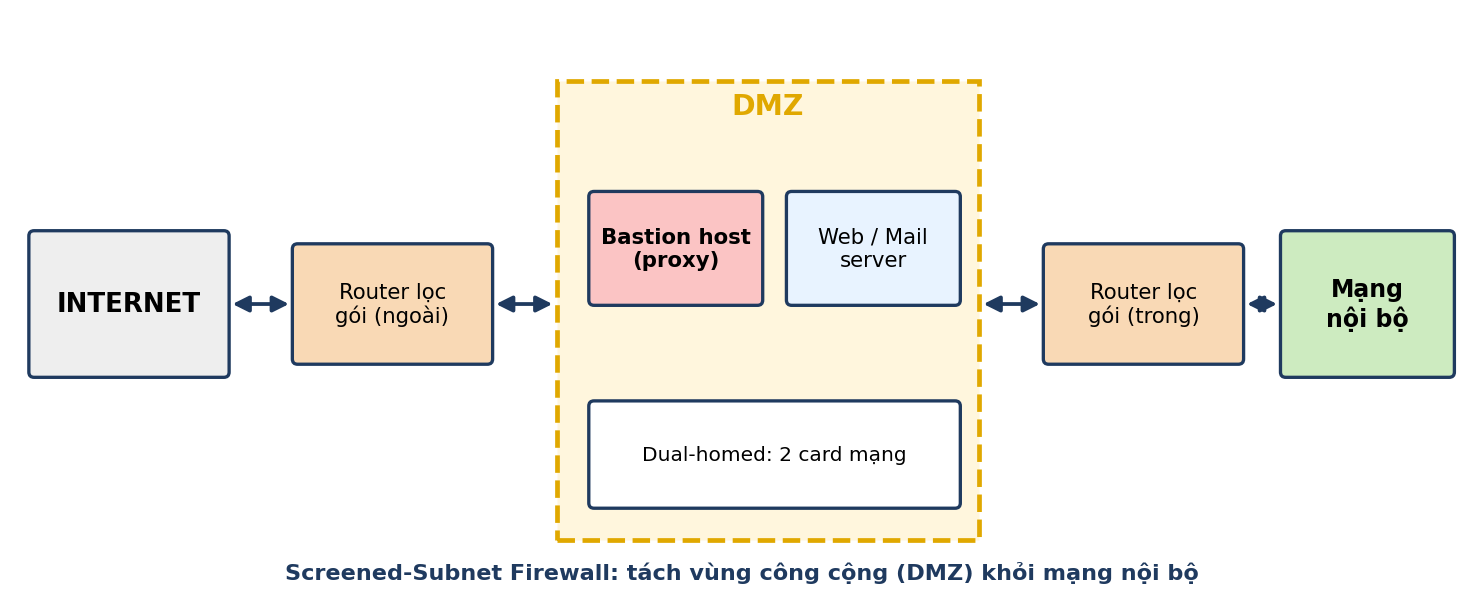 DMZ
INTERNET
Router lọc
gói (ngoài)
Bastion host
(proxy)
Web / Mail
server
Router lọc
gói (trong)
Mạng
nội bộ
Dual-homed: 2 card mạng
Screened-Subnet Firewall: tách vùng công cộng (DMZ) khỏi mạng nội bộ